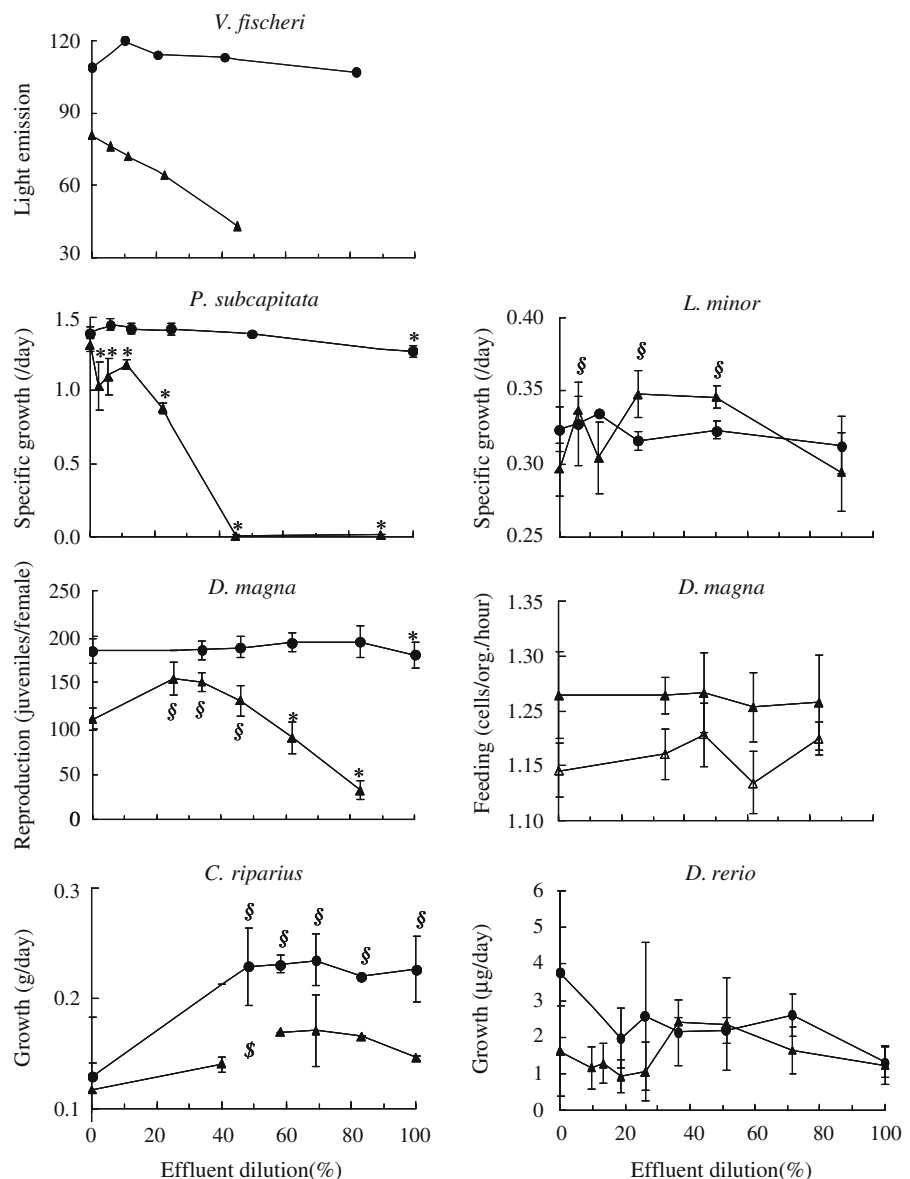 V. fischeri
120
90
60
30
Light emission
P. subcapitata
1.5
1.0
0.5
0.0
Specific growth (/day)
* * *
*
*
*
*
L. minor
0.40
0.35
0.30
0.25
Specific growth (/day)
§
§
§
D. magna
250
200
150
100
50
0
Reproduction (juveniles/female)
§
§
§
*
*
*
D. magna
1.35
1.30
1.25
1.15
1.10
Feeding (cells/org./hour)
C. riparius
0.3
0.2
0.1
Growth (g/day)
§
§
§
§
§
$
0 20 40 60 80 100
Effluent dilution(%)
D. rerio
6
5
4
3
2
1
0
Growth (µg/day)
0 20 40 60 80 100
Effluent dilution(%)